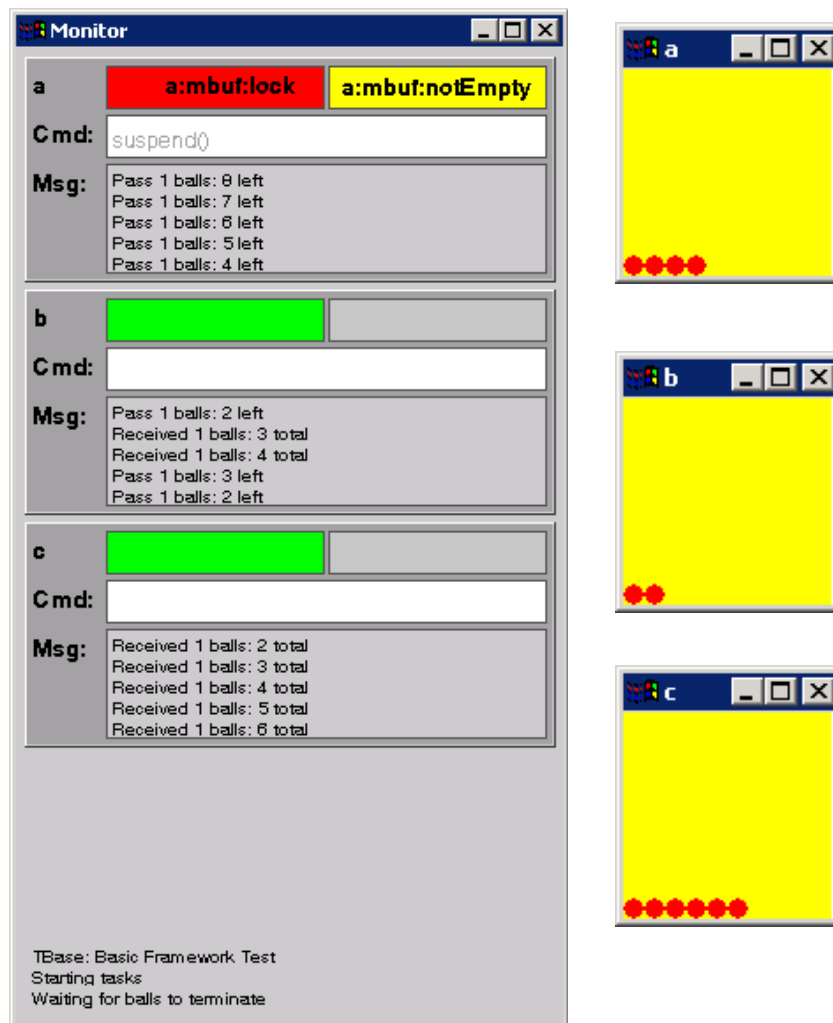 Monitor
a a:mbuf:lock a:mbuf:notEmpty
Cmd: suspend()
Msg: Pass 1 balls: 8 left
Pass 1 balls: 7 left
Pass 1 balls: 6 left
Pass 1 balls: 5 left
Pass 1 balls: 4 left
b
Cmd:
Msg: Pass 1 balls: 2 left
Received 1 balls: 3 total
Received 1 balls: 4 total
Pass 1 balls: 3 left
Pass 1 balls: 2 left
c
Cmd:
Msg: Received 1 balls: 2 total
Received 1 balls: 3 total
Received 1 balls: 4 total
Received 1 balls: 5 total
Received 1 balls: 6 total
TBase: Basic Framework Test
Starting tasks
Waiting for balls to terminate
a
b
c